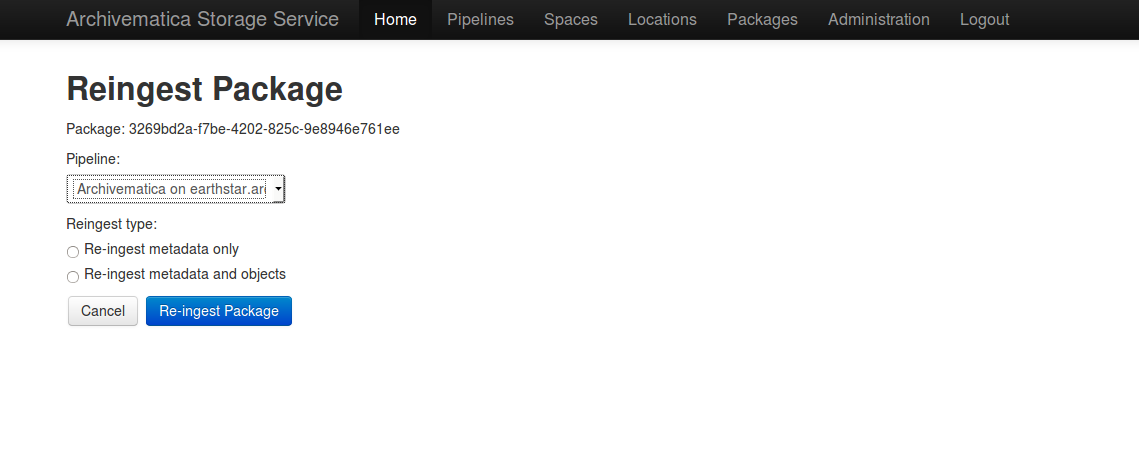 Archivematica Storage Service Home Pipelines Spaces Locations Packages Administration Logout
Reingest Package
Package: 3269bd2a-f7be-4202-825c-9e8946e761ee
Pipeline:
Archivematica on earthstar.ar
Reingest type:
Re-ingest metadata only
Re-ingest metadata and objects
Cancel Re-ingest Package